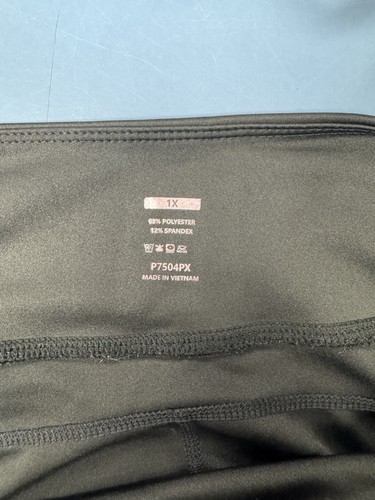 1X
88% POLYESTER
12% SPANDEX
P7504PX
MADE IN VIETNAM